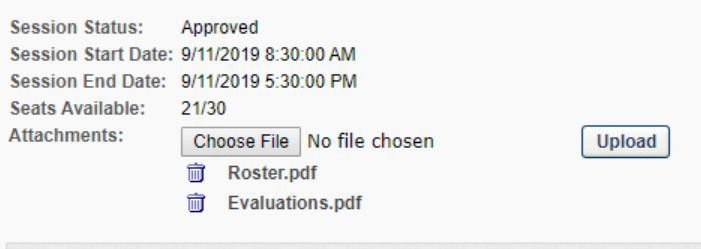 Session Status: Approved
Session Start Date: 9/11/2019 8:30:00 AM
Session End Date: 9/11/2019 5:30:00 PM
Seats Available: 21/30
Attachments: Choose File No file chosen Upload
Roster.pdf
Evaluations.pdf